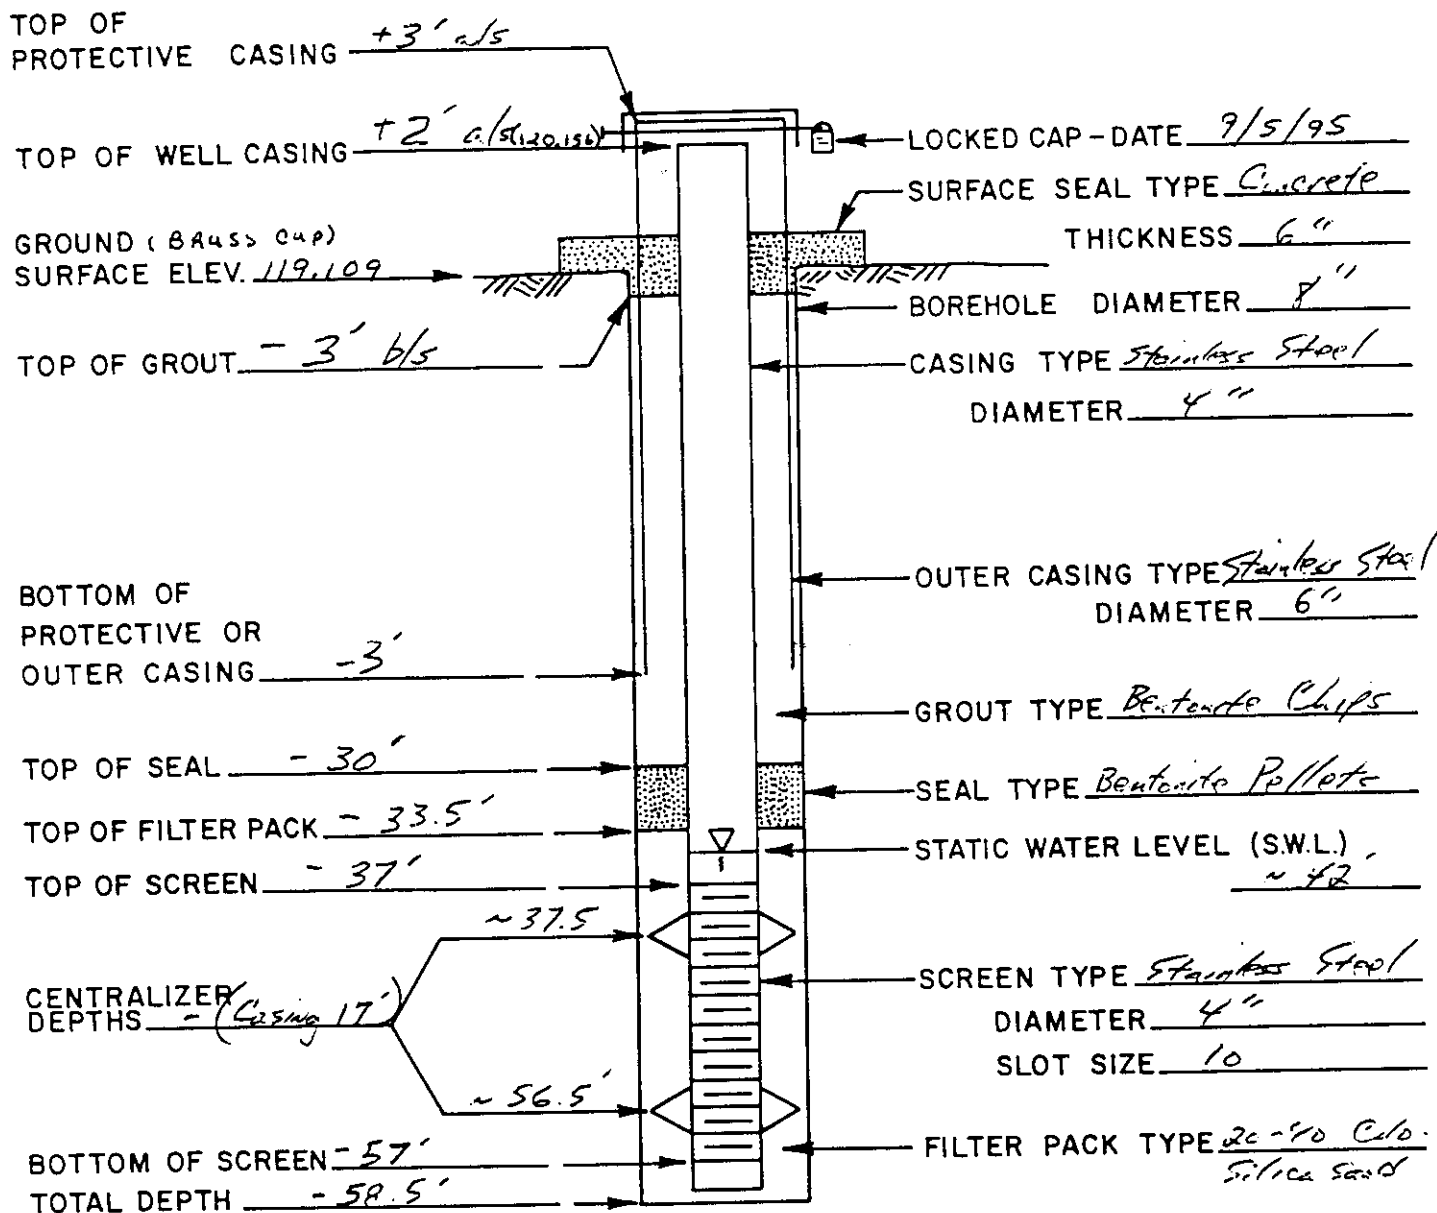 TOP OF
PROTECTIVE CASING +3' a/s
TOP OF WELL CASING +2' a/s (120.156)
GROUND (BRASS CAP)
SURFACE ELEV. 119.109
TOP OF GROUT - 3' b/s
BOTTOM OF
PROTECTIVE OR
OUTER CASING -3'
TOP OF SEAL - 30'
TOP OF FILTER PACK - 33.5'
TOP OF SCREEN - 37'
~ 37.5
CENTRALIZER
DEPTHS - (Casing 17')
~ 56.5'
BOTTOM OF SCREEN - 57'
TOTAL DEPTH - 58.5'
LOCKED CAP - DATE 9/5/95
SURFACE SEAL TYPE Concrete
THICKNESS 6"
BOREHOLE DIAMETER 8"
CASING TYPE Stainless Steel
DIAMETER 4"
OUTER CASING TYPE Stainless Steel
DIAMETER 6"
GROUT TYPE Bentonite Chips
SEAL TYPE Bentonite Pellets
STATIC WATER LEVEL (S.W.L.)
~ 42'
SCREEN TYPE Stainless Steel
DIAMETER 4"
SLOT SIZE 10
FILTER PACK TYPE 20-40 Colo.
Silica sand